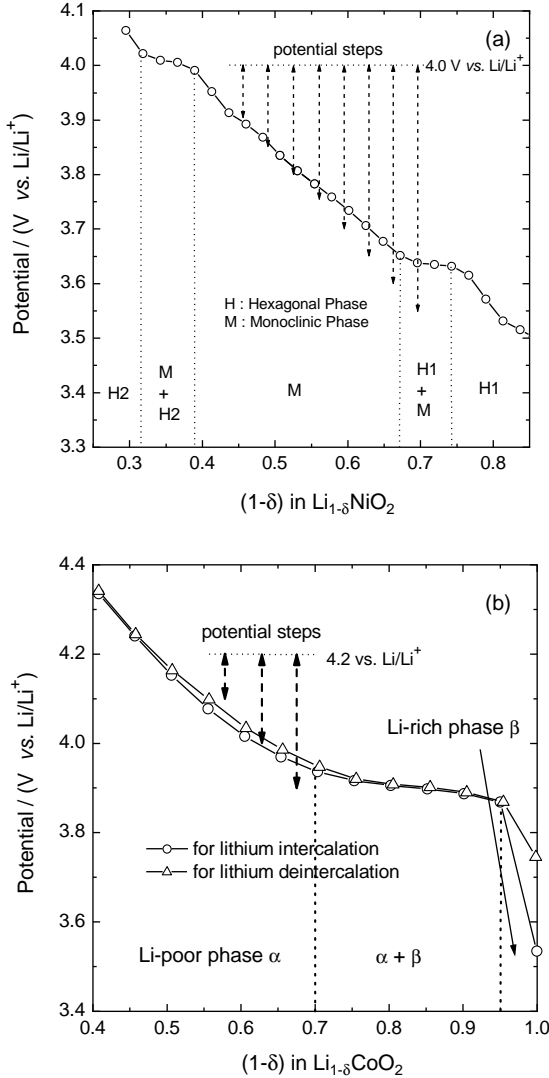 (a)
potential steps
4.0 V vs. Li/Li+
4.1
4.0
3.9
3.8
3.7
3.6
3.5
3.4
3.3
Potential / (V vs. Li/Li+)
H : Hexagonal Phase
M : Monoclinic Phase
H2
M
+
H2
M
H1
+
M
H1
0.3 0.4 0.5 0.6 0.7 0.8
(1-δ) in Li1-δNiO2
(b)
potential steps
4.2 vs. Li/Li+
4.4
4.2
4.0
3.8
3.6
3.4
Potential / (V vs. Li/Li+)
Li-rich phase β
for lithium intercalation
for lithium deintercalation
Li-poor phase α
α + β
0.4 0.5 0.6 0.7 0.8 0.9 1.0
(1-δ) in Li1-δCoO2